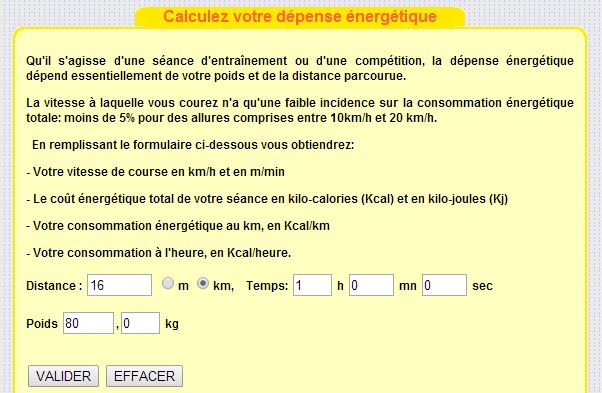 Calculez votre dépense énergétique
Qu'il s'agisse d'une séance d'entraînement ou d'une compétition, la dépense énergétique
dépend essentiellement de votre poids et de la distance parcourue.
La vitesse à laquelle vous courez n'a qu'une faible incidence sur la consommation énergétique
totale: moins de 5% pour des allures comprises entre 10km/h et 20 km/h.
En remplissant le formulaire ci-dessous vous obtiendrez:
- Votre vitesse de course en km/h et en m/min
- Le coût énergétique total de votre séance en kilo-calories (Kcal) et en kilo-joules (Kj)
- Votre consommation énergétique au km, en Kcal/km
- Votre consommation à l'heure, en Kcal/heure.
Distance : 16 m km, Temps: 1 h 0 mn 0 sec
Poids 80 , 0 kg
VALIDER EFFACER